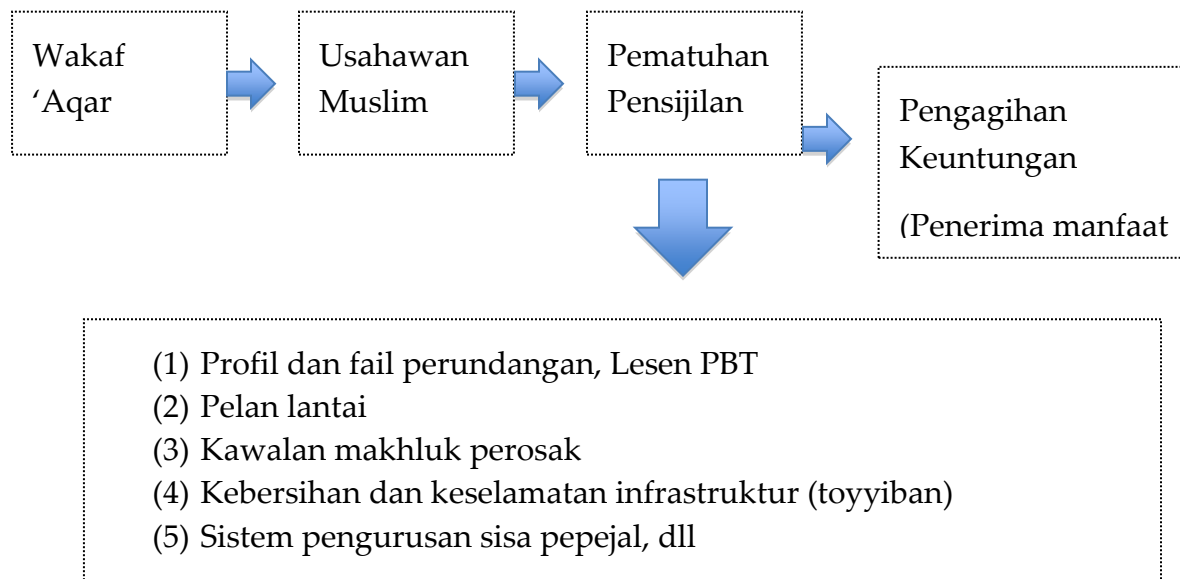 Wakaf
‘Aqar
Usahawan
Muslim
Pematuhan
Pensijilan
Pengagihan
Keuntungan
(Penerima manfaat
(1) Profil dan fail perundangan, Lesen PBT
(2) Pelan lantai
(3) Kawalan makhluk perosak
(4) Kebersihan dan keselamatan infrastruktur (toyyiban)
(5) Sistem pengurusan sisa pepejal, dll